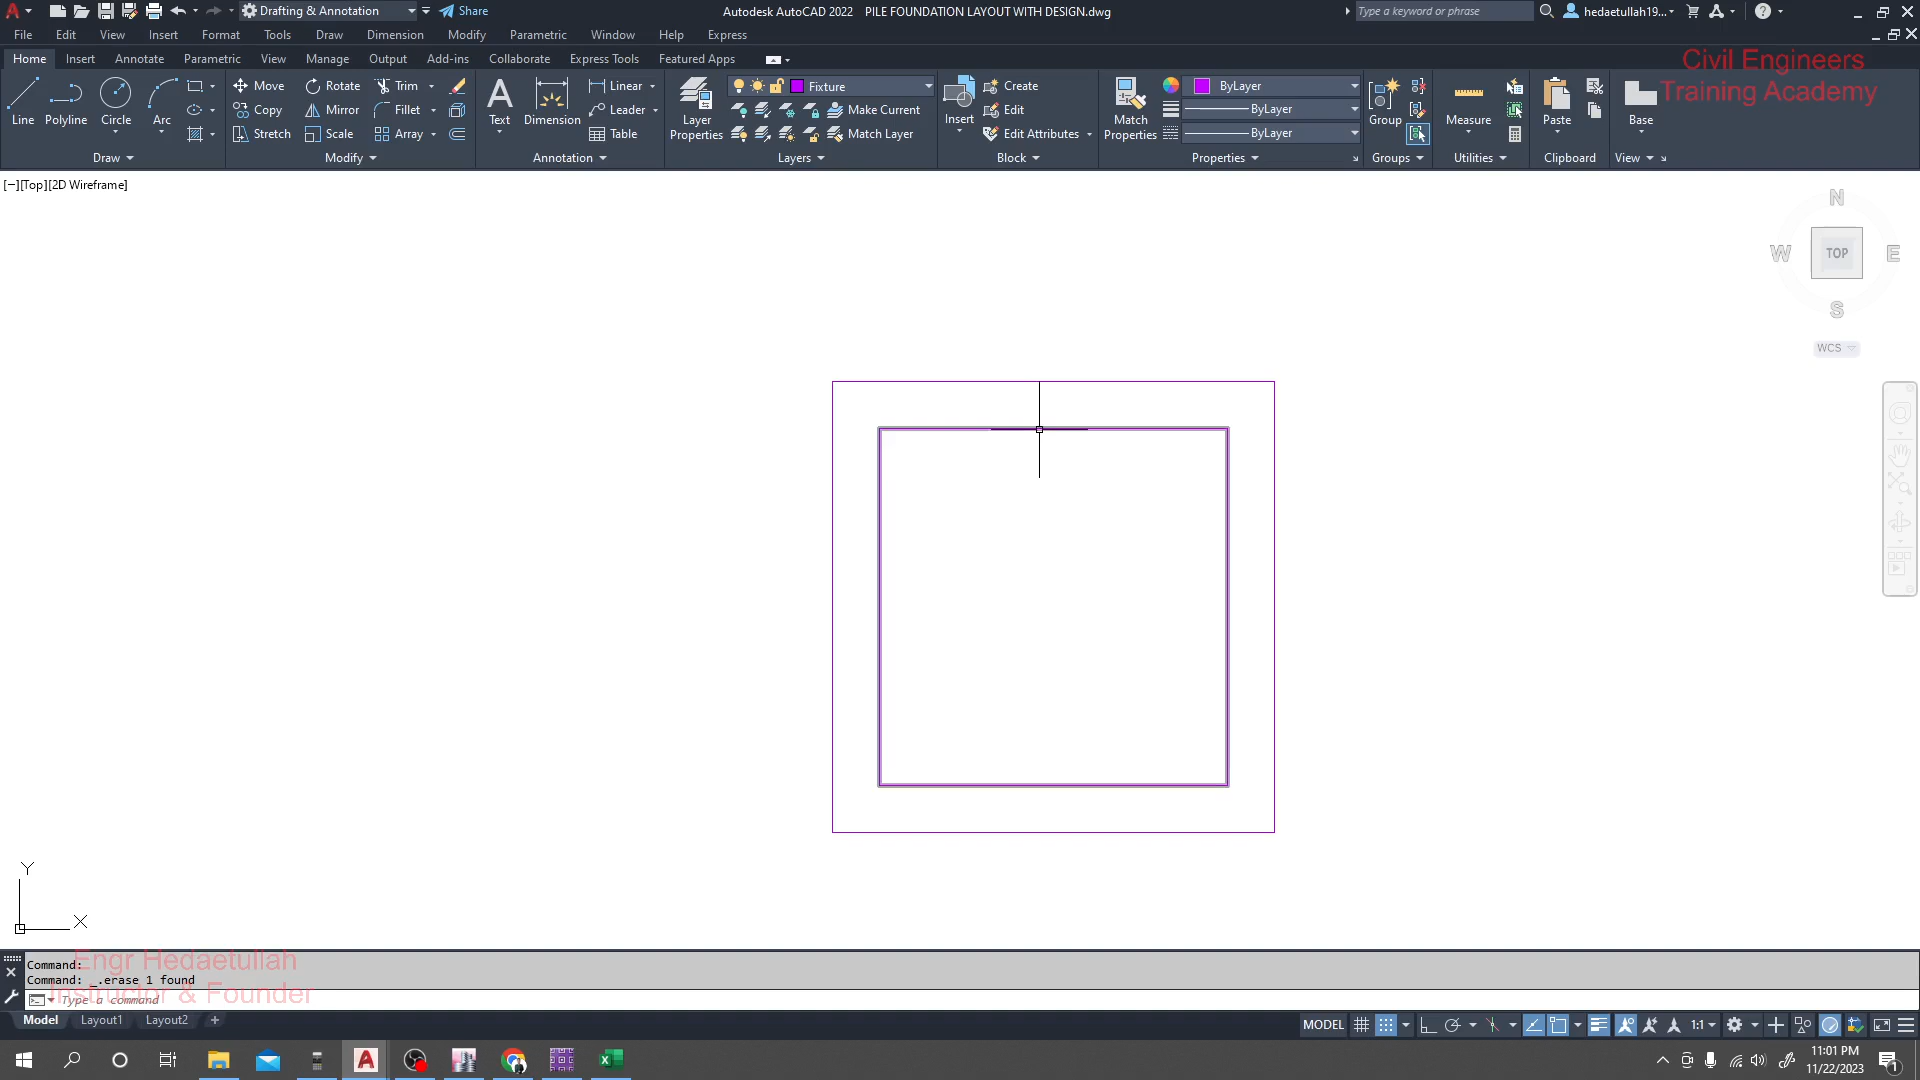 Drafting & Annotation
Share
Autodesk AutoCAD 2022 PILE FOUNDATION LAYOUT WITH DESIGN.dwg
Type a keyword or phrase
hedaetullah19...
File Edit View Insert Format Tools Draw Dimension Modify Parametric Window Help Express
Home Insert Annotate Parametric View Manage Output Add-ins Collaborate Express Tools Featured Apps
Civil Engineers
Training Academy
Line Polyline Circle Arc
Move Rotate Trim
Copy Mirror Fillet
Stretch Scale Array
Text Dimension
Linear
Leader
Table
Layer
Properties
Fixture
Make Current
Match Layer
Insert
Create
Edit
Edit Attributes
Match
Properties
ByLayer
ByLayer
ByLayer
Group
Measure
Paste
Base
Draw Modify Annotation Layers Block Properties Groups Utilities Clipboard View
[−][Top][2D Wireframe]
N
W TOP E
S
WCS
Y
X
Command:
Command: _.erase 1 found
Type a command
Engr Hedaetullah
Instructor & Founder
Model Layout1 Layout2 +
MODEL
1:1
11:01 PM
11/22/2023
1